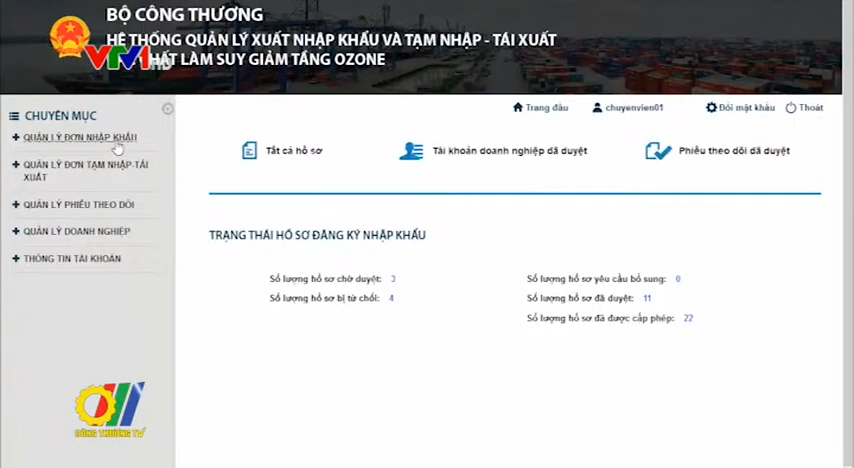 BỘ CÔNG THƯƠNG
HỆ THỐNG QUẢN LÝ XUẤT NHẬP KHẨU VÀ TẠM NHẬP - TÁI XUẤT
HẤT LÀM SUY GIẢM TẦNG OZONE
VTV1
HD
CHUYÊN MỤC
QUẢN LÝ ĐƠN NHẬP KHẨU
QUẢN LÝ ĐƠN TẠM NHẬP-TÁI
XUẤT
QUẢN LÝ PHIẾU THEO DÕI
QUẢN LÝ DOANH NGHIỆP
THÔNG TIN TÀI KHOẢN
Trang đầu
chuyenvien01
Đổi mật khẩu
Thoát
Tất cả hồ sơ
Tài khoản doanh nghiệp đã duyệt
Phiếu theo dõi đã duyệt
TRẠNG THÁI HỒ SƠ ĐĂNG KÝ NHẬP KHẨU
Số lượng hồ sơ chờ duyệt: 3
Số lượng hồ sơ yêu cầu bổ sung: 0
Số lượng hồ sơ bị từ chối: 4
Số lượng hồ sơ đã duyệt: 11
Số lượng hồ sơ đã được cấp phép: 22
CÔNG THƯƠNG TV